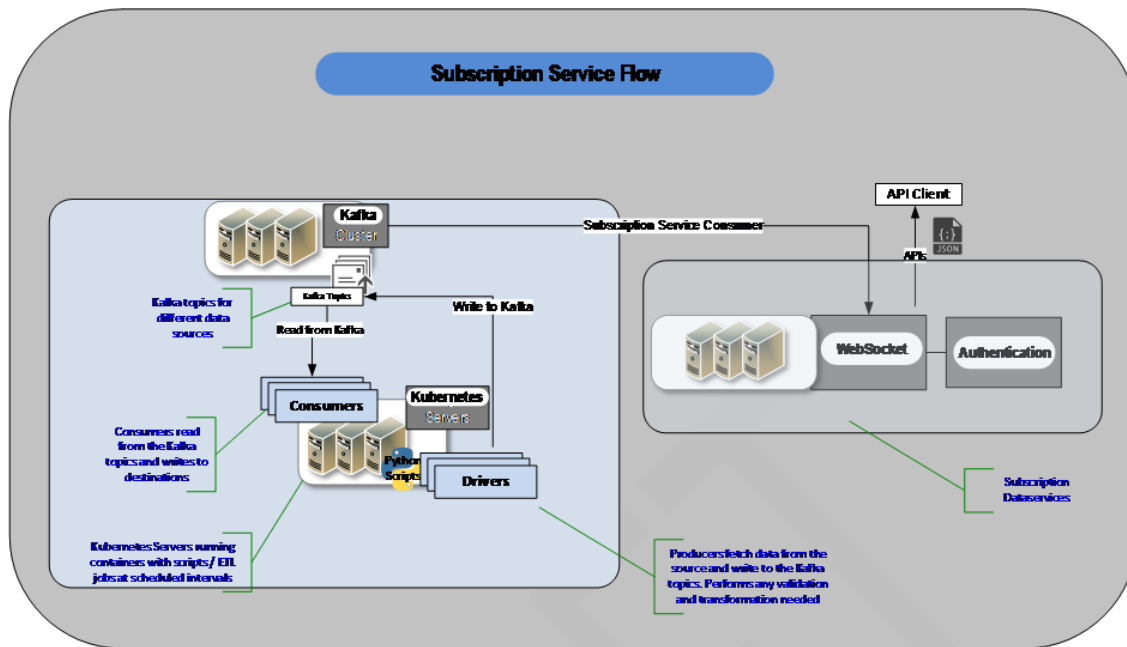 Subscription Service Flow
Kafka
Cluster
Subscription Service Consumer
API Client
{;}
JSON
APIs
Kafka Topics
Kafka topics for
different data
sources
Write to Kafka
Read from Kafka
WebSocket
Authentication
Consumers
Kubernetes
Servers
Consumers read
from the Kafka
topics and writes to
destinations
Python
Scripts
Drivers
Subscription
Dataservices
Kubernetes Servers running
containers with scripts / ETL
jobs at scheduled intervals
Producers fetch data from the
source and write to the Kafka
topics. Performs any validation
and transformation needed